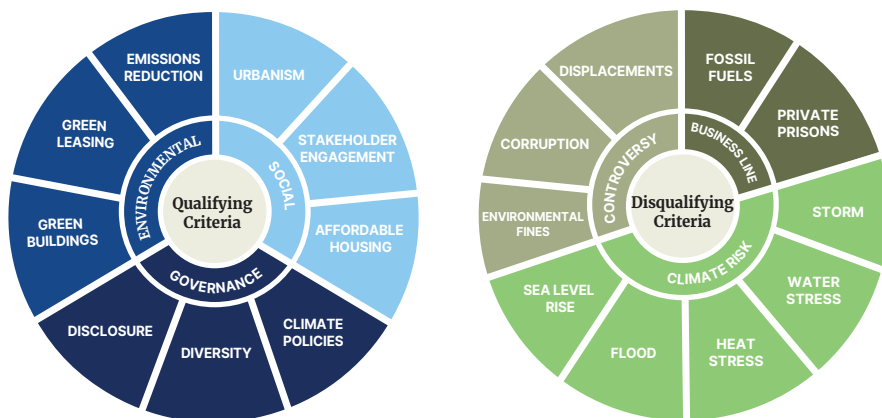 EMISSIONS
REDUCTION
URBANISM
GREEN
LEASING
STAKEHOLDER
ENGAGEMENT
ENVIRONMENTAL
SOCIAL
Qualifying
Criteria
GREEN
BUILDINGS
AFFORDABLE
HOUSING
GOVERNANCE
DISCLOSURE
DIVERSITY
CLIMATE
POLICIES
DISPLACEMENTS
FOSSIL
FUELS
CORRUPTION
PRIVATE
PRISONS
CONTROVERSY
BUSINESS LINE
Disqualifying
Criteria
ENVIRONMENTAL
FINES
STORM
CLIMATE RISK
SEA LEVEL
RISE
WATER
STRESS
FLOOD
HEAT
STRESS